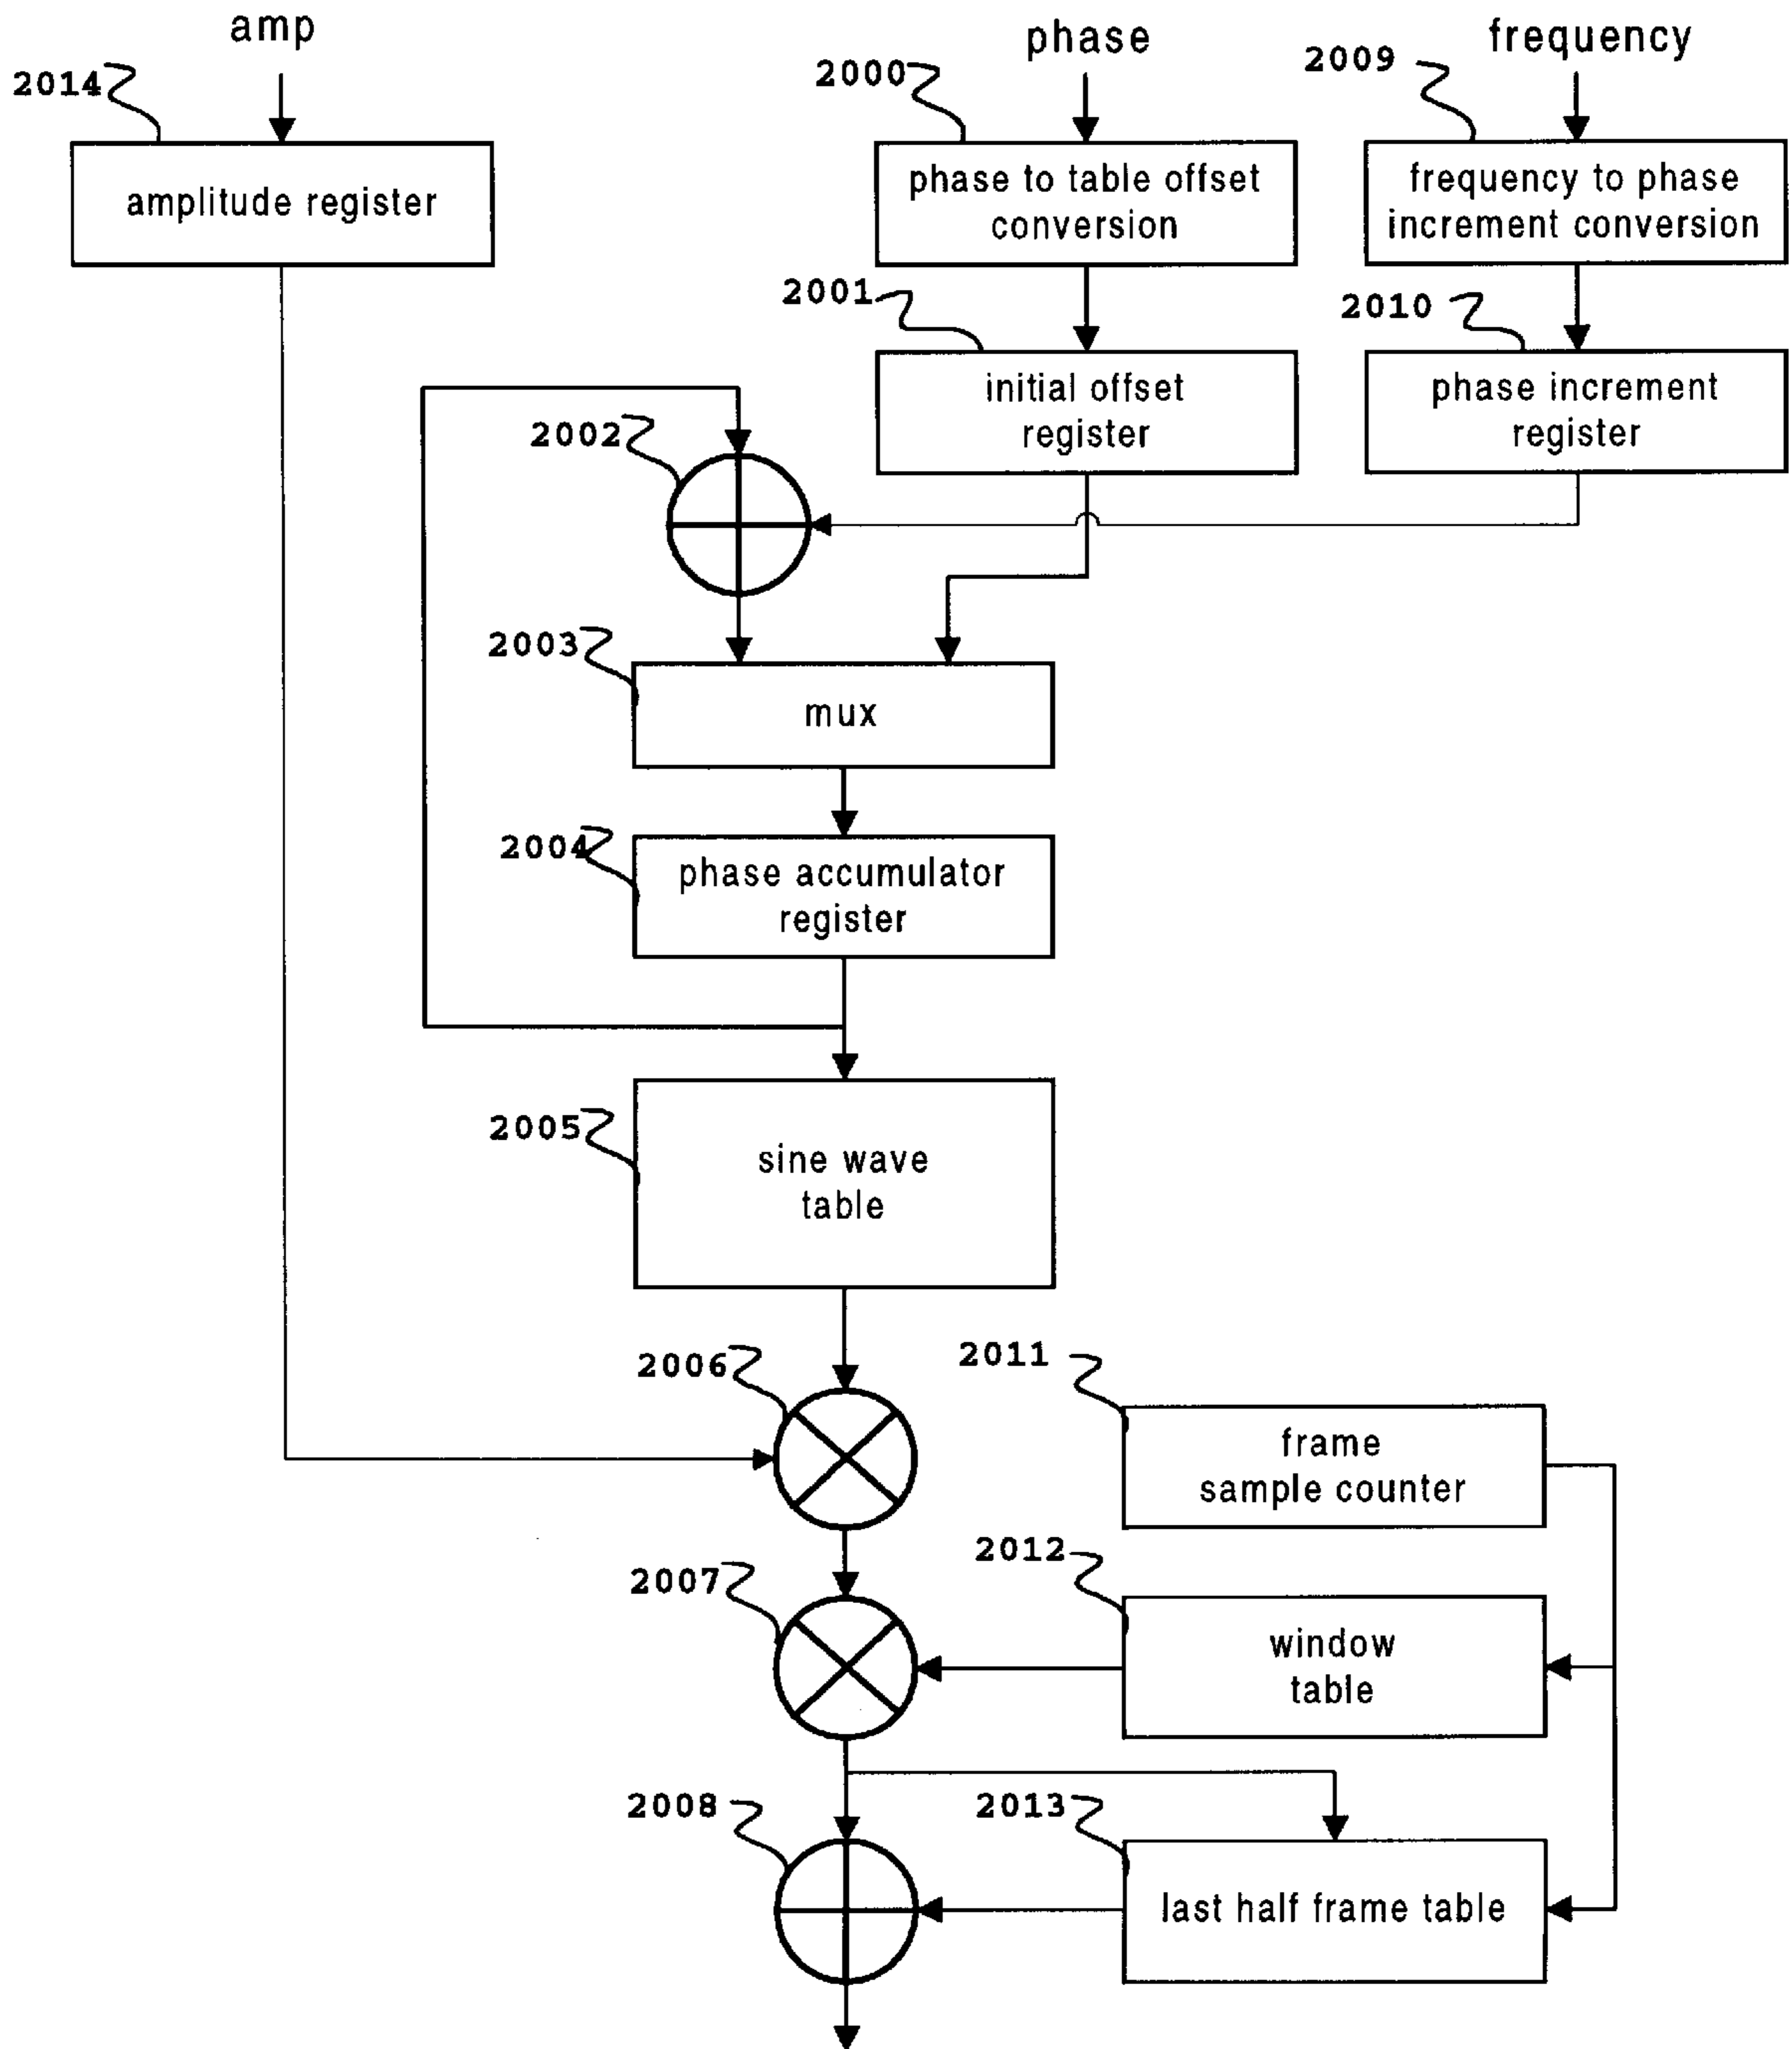 amp
phase
frequency
2014
2000
2009
amplitude register
phase to table offset
conversion
frequency to phase
increment conversion
2001
2010
initial offset
register
phase increment
register
2002
2003
mux
2004
phase accumulator
register
2005
sine wave
table
2006
2011
frame
sample counter
2007
2012
window
table
2008
2013
last half frame table